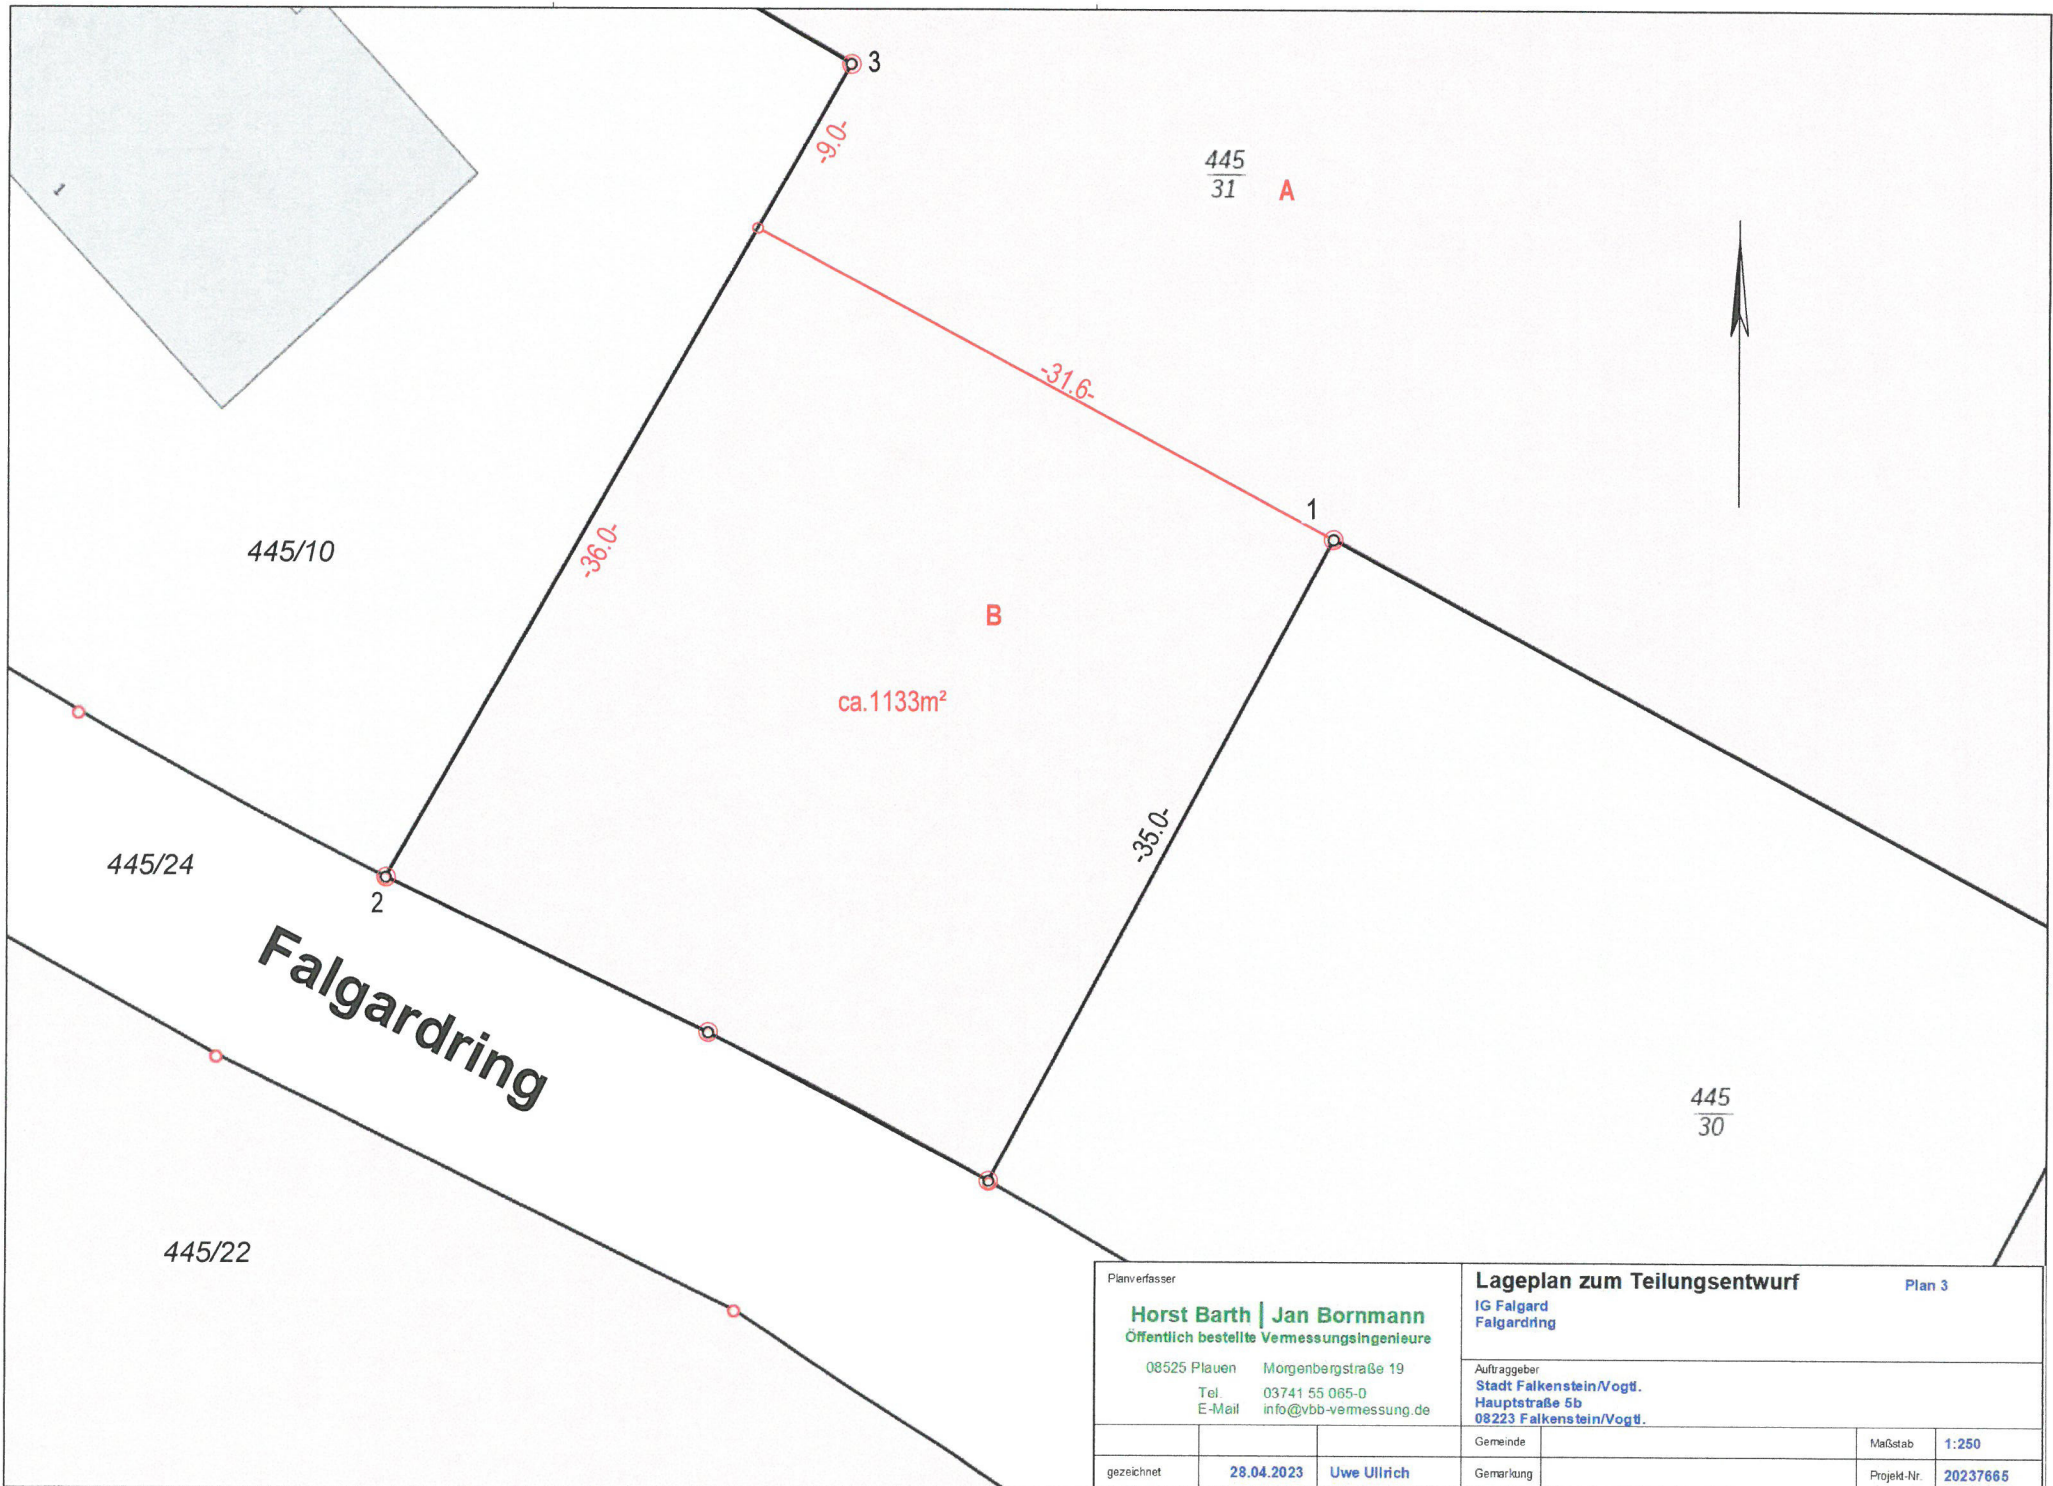 3
-9.0-
445
31
A
1
-31.6-
1
-36.0-
445/10
B
ca.1133m²
-35.0-
445/24
2
Falgardring
445
30
445/22
Planverfasser
Horst Barth | Jan Bornmann
Öffentlich bestellte Vermessungsingenieure
08525 Plauen Morgenbergstraße 19
Tel. 03741 55 065-0
E-Mail info@vbb-vermessung.de
Lageplan zum Teilungsentwurf Plan 3
IG Falgard
Falgardring
Auftraggeber
Stadt Falkenstein/Vogtl.
Hauptstraße 5b
08223 Falkenstein/Vogtl.
Gemeinde Maßstab 1:250
gezeichnet 28.04.2023 Uwe Ullrich Gemarkung Projekt-Nr. 20237665